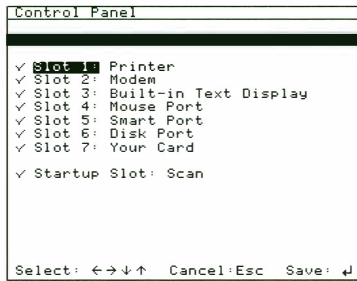 Control Panel
✓ Slot 1: Printer
✓ Slot 2: Modem
✓ Slot 3: Built-in Text Display
✓ Slot 4: Mouse Port
✓ Slot 5: Smart Port
✓ Slot 6: Disk Port
✓ Slot 7: Your Card
✓ Startup Slot: Scan
Select: ←→↓↑ Cancel:Esc Save: ↵